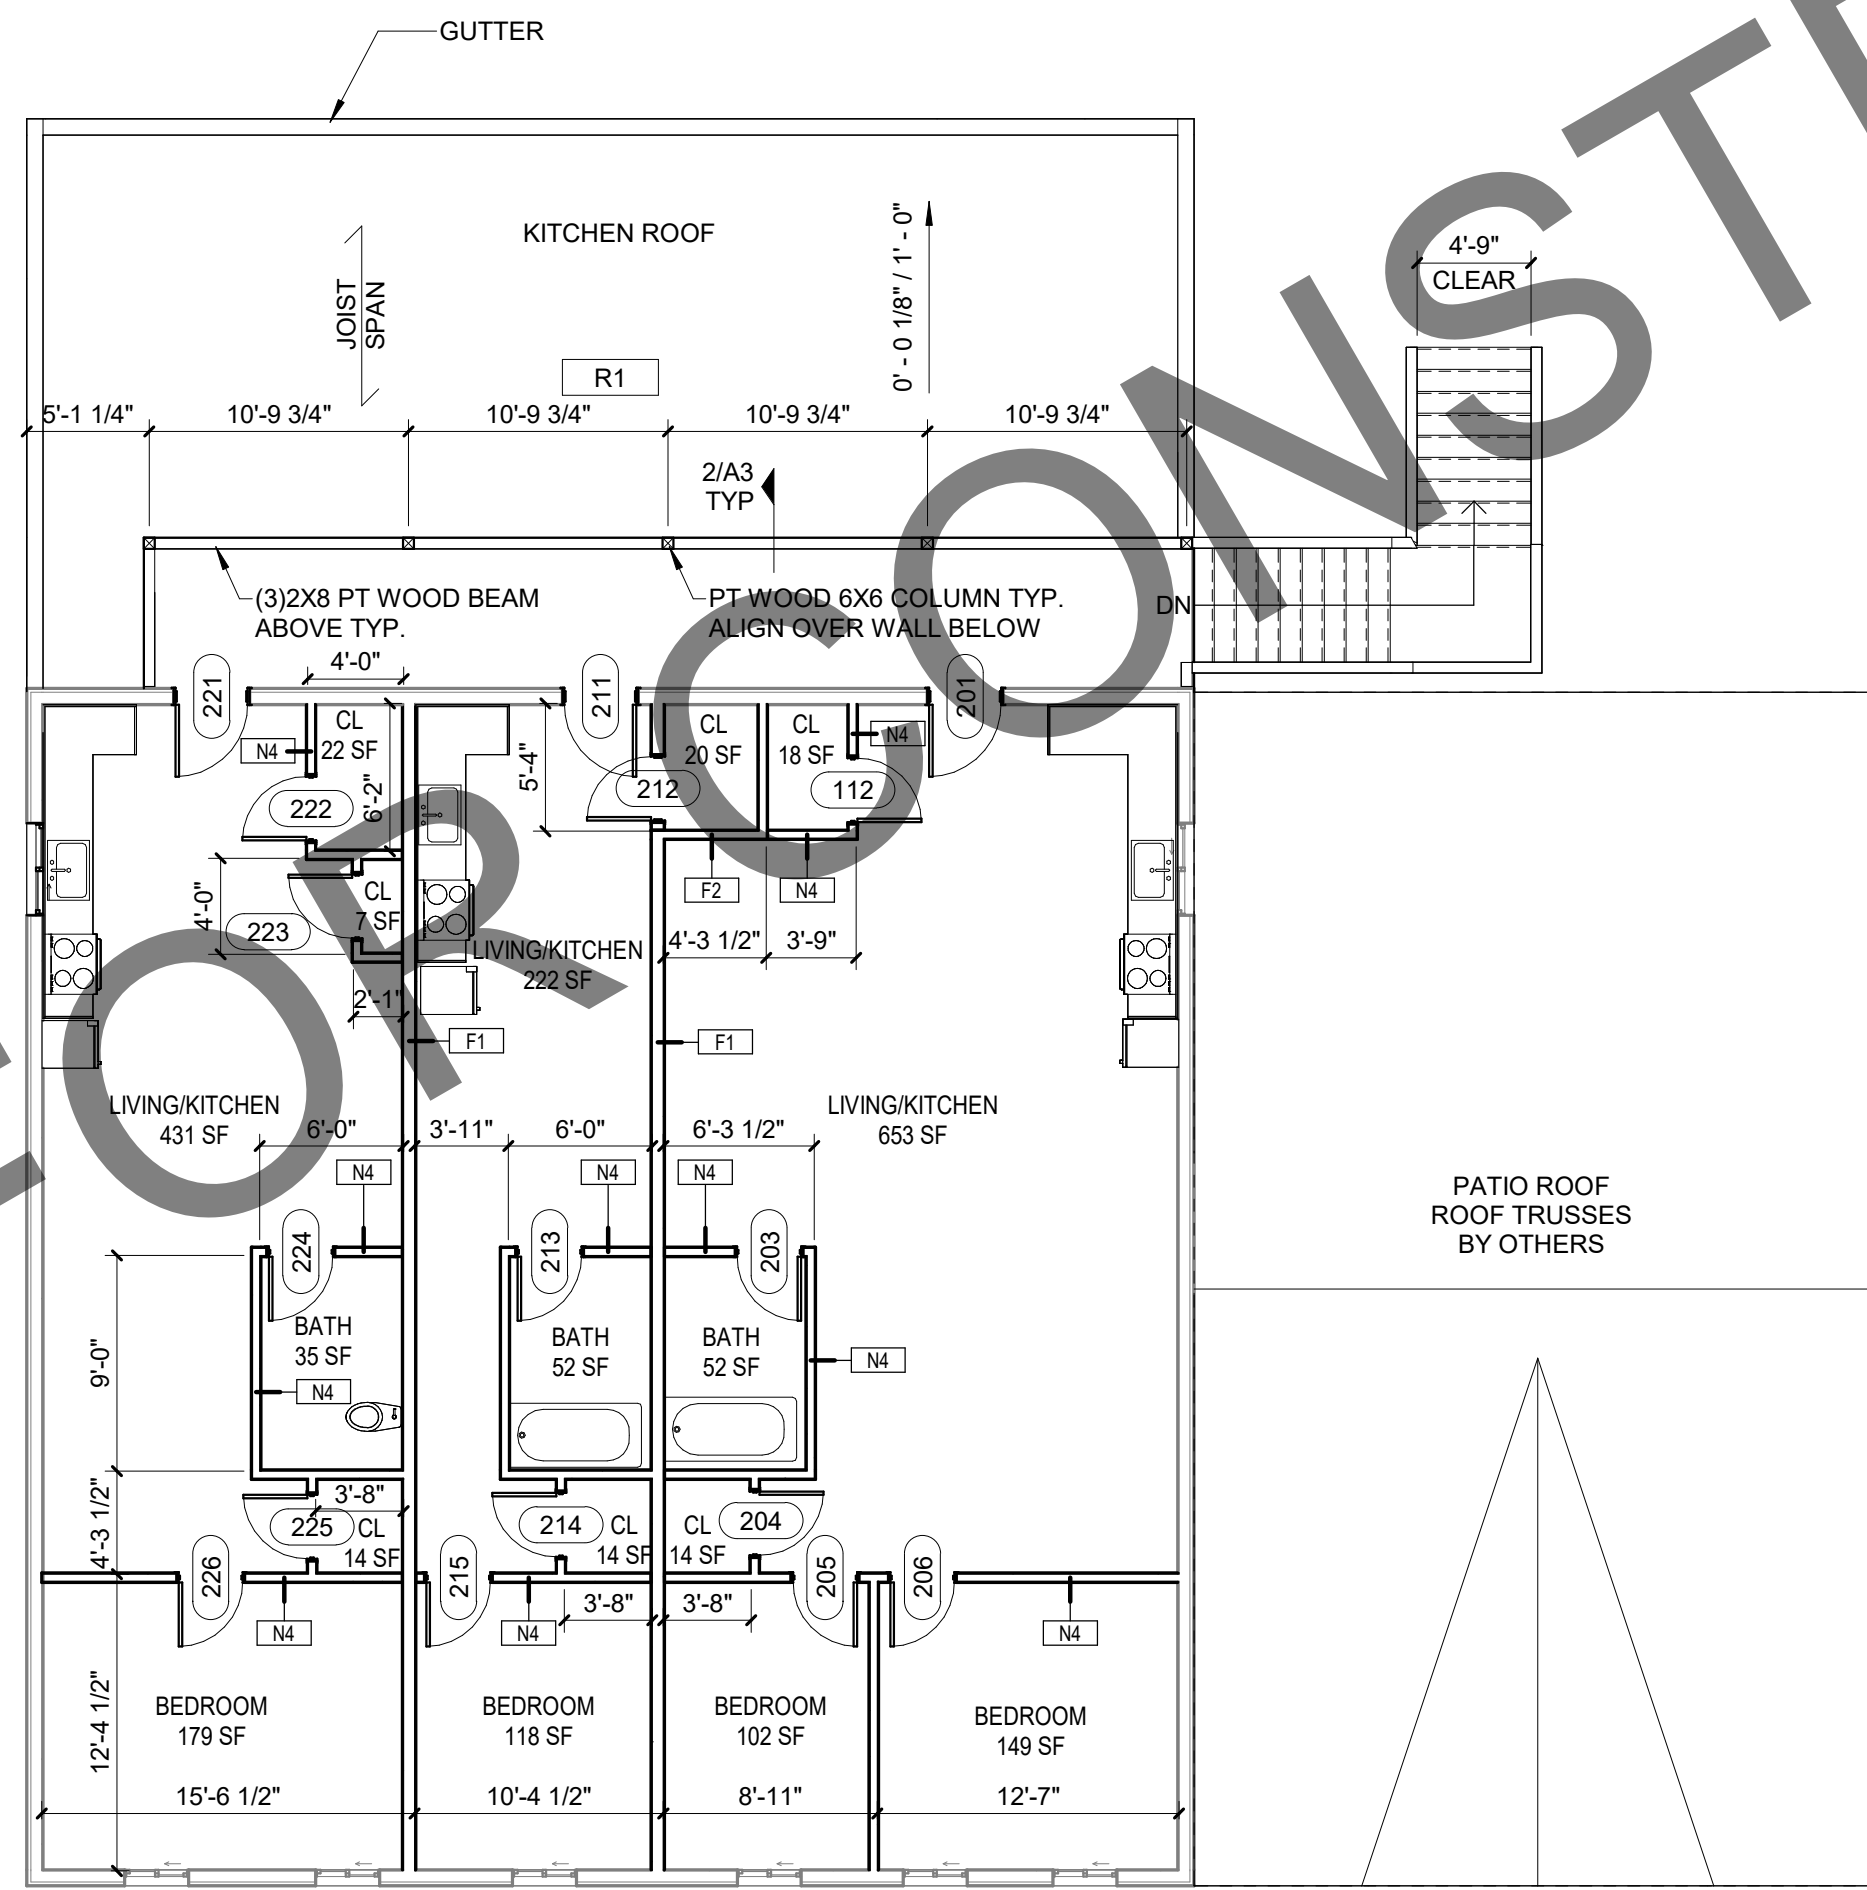 GUTTER
KITCHEN ROOF
JOIST
SPAN
0' - 0 1/8" / 1' - 0"
4'-9"
CLEAR
R1
5'-1 1/4"
10'-9 3/4"
10'-9 3/4"
10'-9 3/4"
10'-9 3/4"
2/A3
TYP
(3)2X8 PT WOOD BEAM
ABOVE TYP.
PT WOOD 6X6 COLUMN TYP.
ALIGN OVER WALL BELOW
DN
4'-0"
221
211
201
CL
22 SF
N4
222
6'-2"
5'-4"
CL
20 SF
CL
18 SF
N4
212
112
4'-0"
223
CL
7 SF
F2
N4
4'-3 1/2"
3'-9"
LIVING/KITCHEN
222 SF
2'-1"
F1
F1
LIVING/KITCHEN
431 SF
LIVING/KITCHEN
653 SF
6'-0"
3'-11"
6'-0"
6'-3 1/2"
N4
N4
N4
224
213
203
PATIO ROOF
ROOF TRUSSES
BY OTHERS
9'-0"
BATH
35 SF
BATH
52 SF
BATH
52 SF
N4
N4
4'-3 1/2"
3'-8"
225
CL
14 SF
214
CL
14 SF
CL
14 SF
204
226
215
205
206
3'-8"
3'-8"
N4
N4
N4
12'-4 1/2"
BEDROOM
179 SF
BEDROOM
118 SF
BEDROOM
102 SF
BEDROOM
149 SF
15'-6 1/2"
10'-4 1/2"
8'-11"
12'-7"
FOR CONST